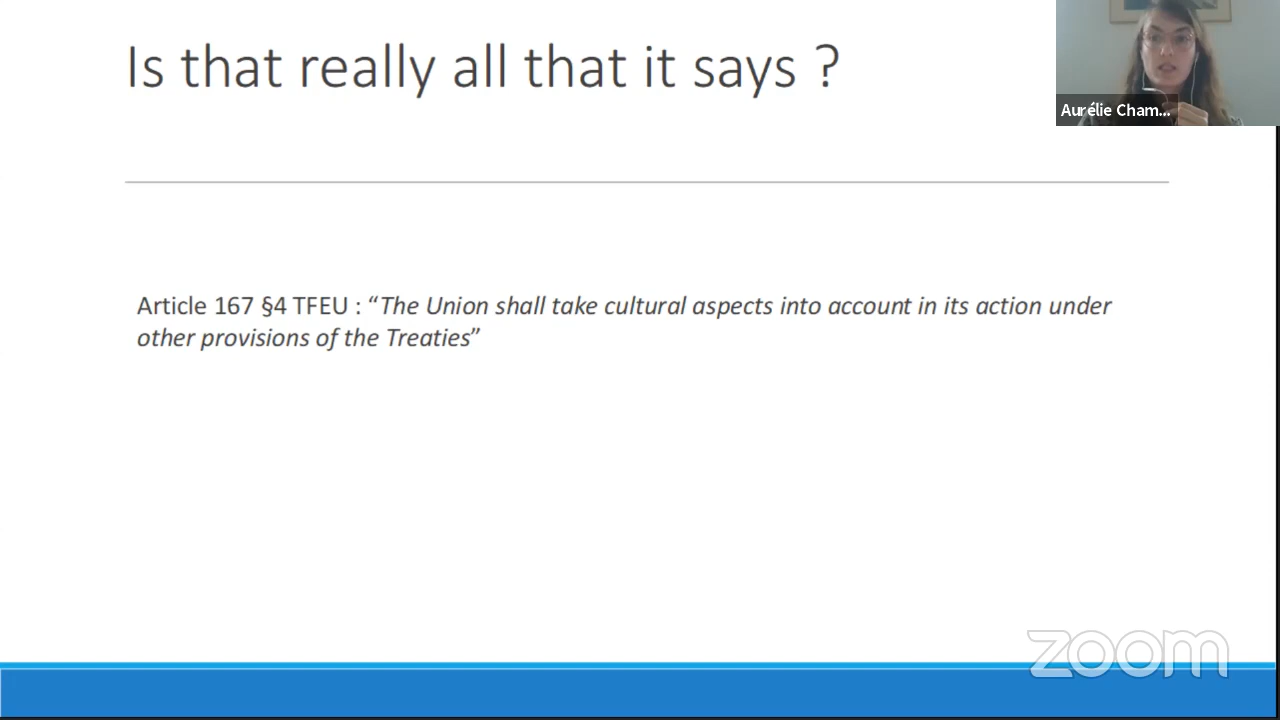 Is that really all that it says ?
Aurélie Cham...
Article 167 §4 TFEU : “The Union shall take cultural aspects into account in its action under
other provisions of the Treaties”
zoom